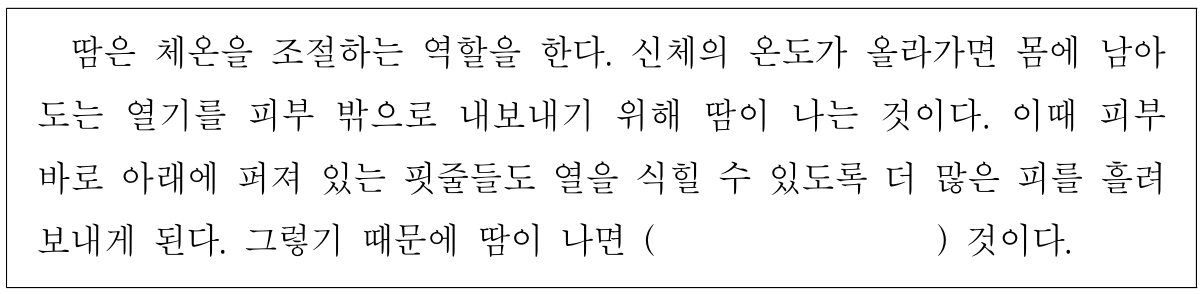 땀은 체온을 조절하는 역할을 한다. 신체의 온도가 올라가면 몸에 남아
도는 열기를 피부 밖으로 내보내기 위해 땀이 나는 것이다. 이때 피부
바로 아래에 퍼져 있는 핏줄들도 열을 식힐 수 있도록 더 많은 피를 흘려
보내게 된다. 그렇기 때문에 땀이 나면 (                ) 것이다.